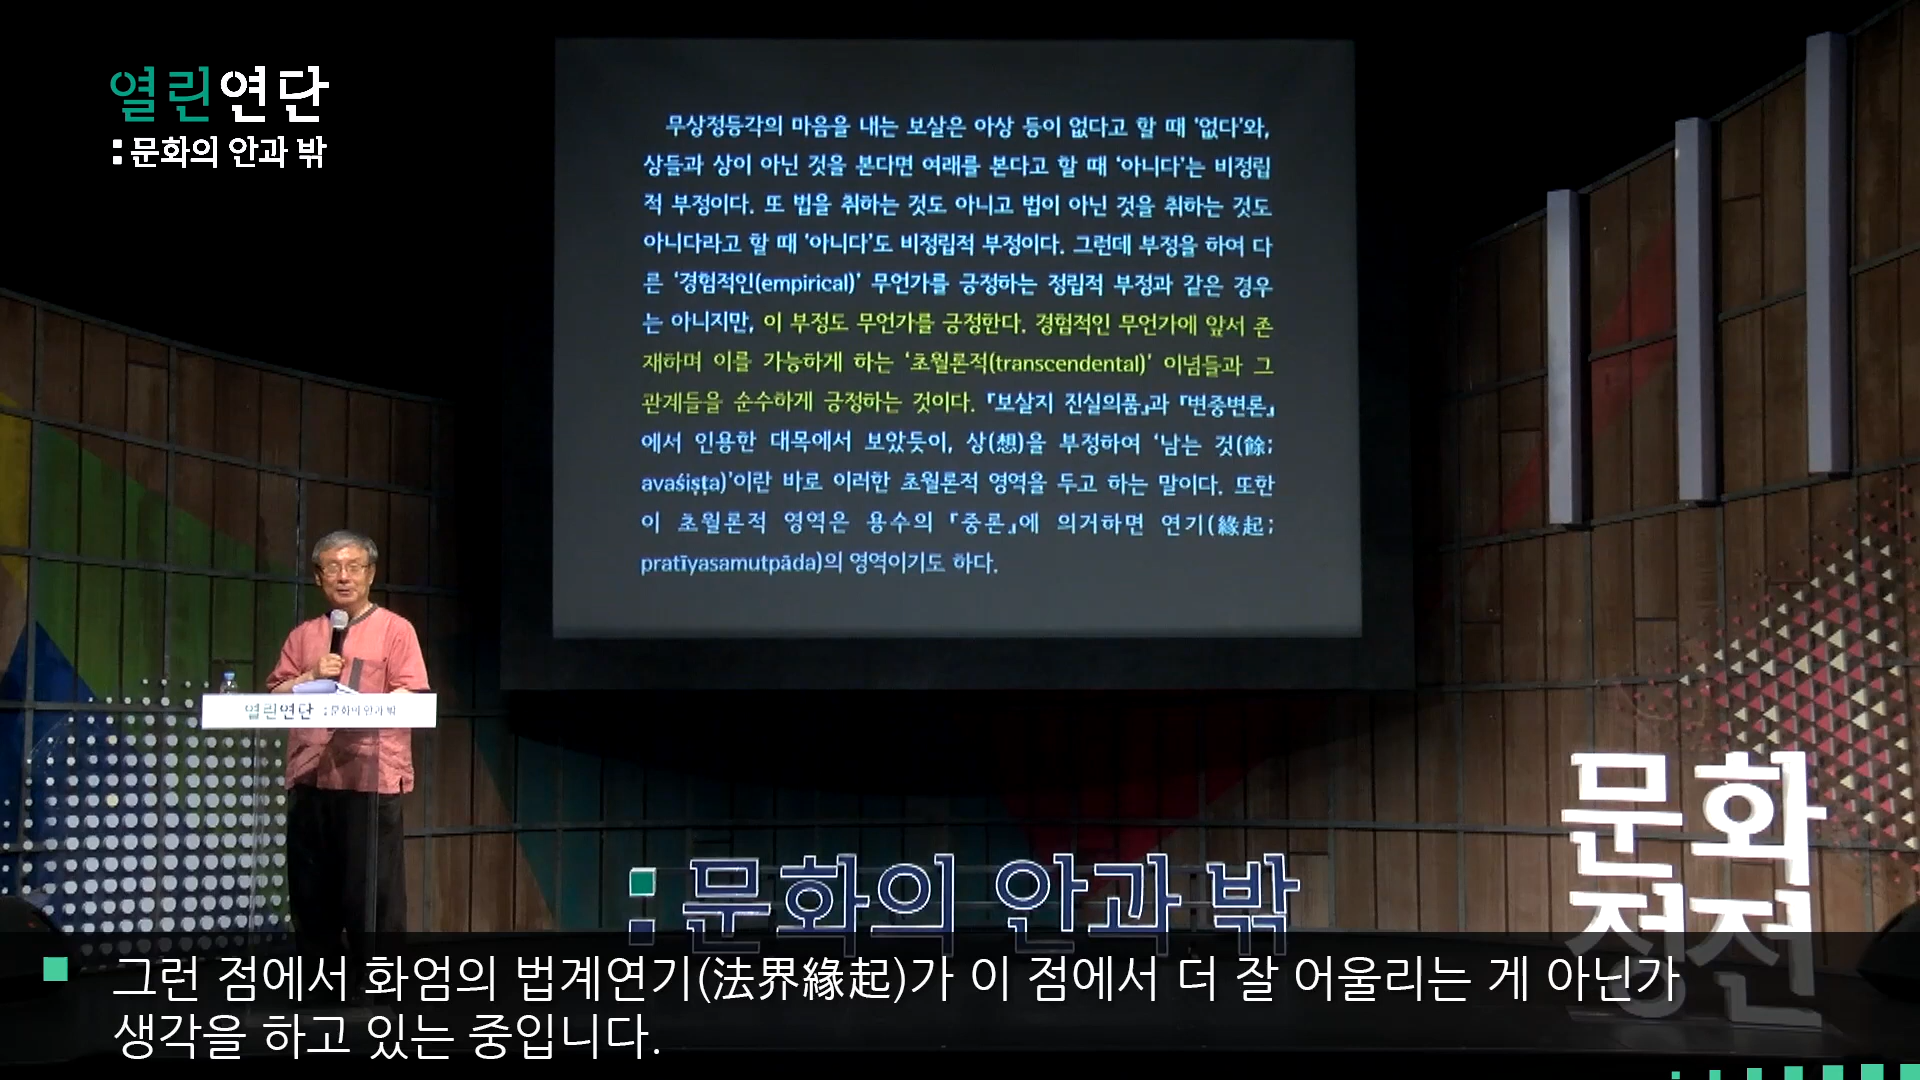 열린연단
:문화의 안과 밖
무상정등각의 마음을 내는 보살은 아상 등이 없다고 할 때 '없다'와,
상들과 상이 아닌 것을 본다면 여래를 본다고 할 때 '아니다'는 비정립
적 부정이다. 또 법을 취하는 것도 아니고 법이 아닌 것을 취하는 것도
아니다라고 할 때 '아니다'도 비정립적 부정이다. 그런데 부정을 하여 다
른 '경험적인(empirical)' 무언가를 긍정하는 정립적 부정과 같은 경우
는 아니지만, 이 부정도 무언가를 긍정한다. 경험적인 무언가에 앞서 존
재하며 이를 가능하게 하는 '초월론적(transcendental)' 이념들과 그
관계들을 순수하게 긍정하는 것이다. 『보살지 진실의품』과 『변중변론』
에서 인용한 대목에서 보았듯이, 상(想)을 부정하여 '남는 것(餘;
avaśiṣṭa)'이란 바로 이러한 초월론적 영역을 두고 하는 말이다. 또한
이 초월론적 영역은 용수의 『중론』에 의거하면 연기(緣起;
pratīyasamutpāda)의 영역이기도 하다.
열린연단 :문화의 안과 밖
:문화의 안과 밖
문화
정전
그런 점에서 화엄의 법계연기(法界緣起)가 이 점에서 더 잘 어울리는 게 아닌가
생각을 하고 있는 중입니다.